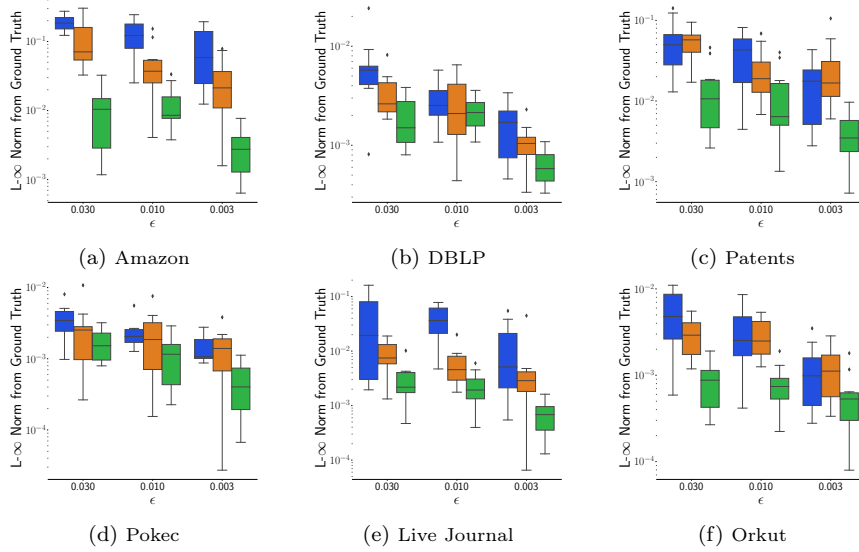 L-∞ Norm from Ground Truth
10⁻¹
10⁻²
10⁻³
0.030 0.010 0.003
ϵ
(a) Amazon
L-∞ Norm from Ground Truth
10⁻²
10⁻³
0.030 0.010 0.003
ϵ
(b) DBLP
L-∞ Norm from Ground Truth
10⁻¹
10⁻²
10⁻³
0.030 0.010 0.003
ϵ
(c) Patents
L-∞ Norm from Ground Truth
10⁻²
10⁻³
10⁻⁴
0.030 0.010 0.003
ϵ
(d) Pokec
L-∞ Norm from Ground Truth
10⁻¹
10⁻²
10⁻³
10⁻⁴
0.030 0.010 0.003
ϵ
(e) Live Journal
L-∞ Norm from Ground Truth
10⁻²
10⁻³
10⁻⁴
0.030 0.010 0.003
ϵ
(f) Orkut